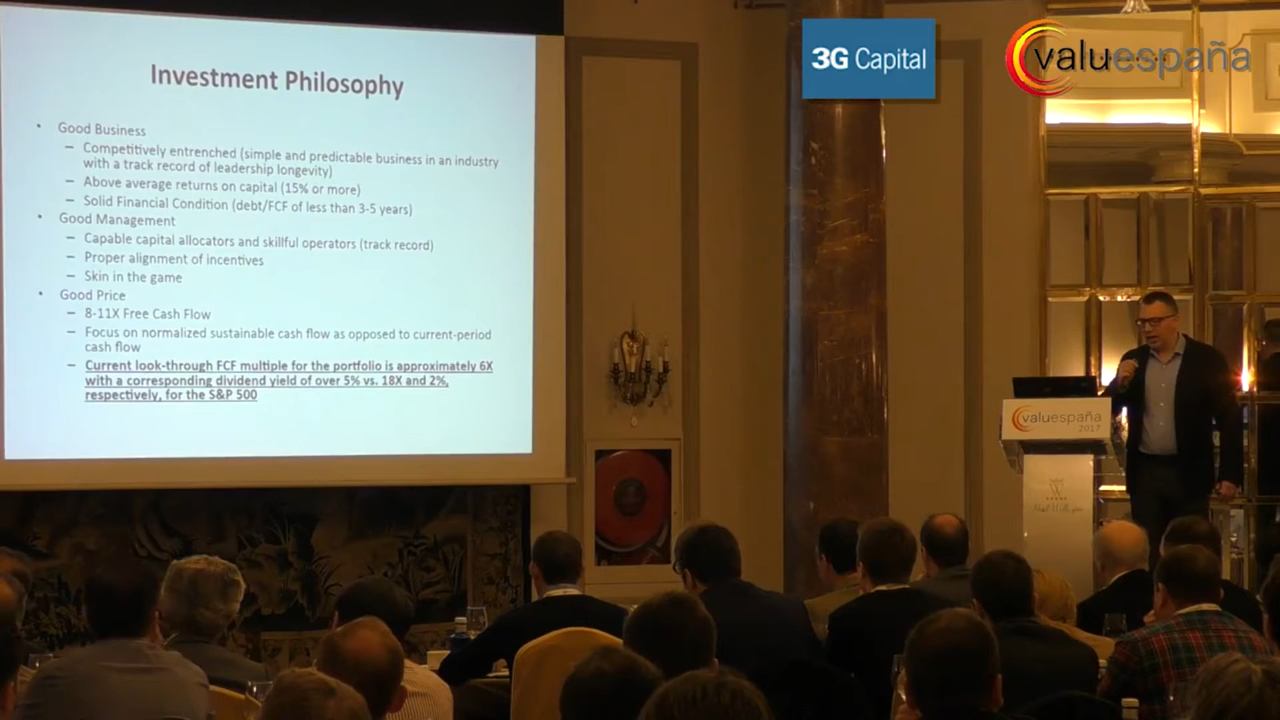 Investment Philosophy
• Good Business
– Competitively entrenched (simple and predictable business in an industry
with a track record of leadership longevity)
– Above average returns on capital (15% or more)
– Solid Financial Condition (debt/FCF of less than 3-5 years)
• Good Management
– Capable capital allocators and skillful operators (track record)
– Proper alignment of incentives
– Skin in the game
• Good Price
– 8-11X Free Cash Flow
– Focus on normalized sustainable cash flow as opposed to current-period
cash flow
– Current look-through FCF multiple for the portfolio is approximately 6X
with a corresponding dividend yield of over 5% vs. 18X and 2%,
respectively, for the S&P 500
3G Capital
valuespaña
valuespaña
2017
W